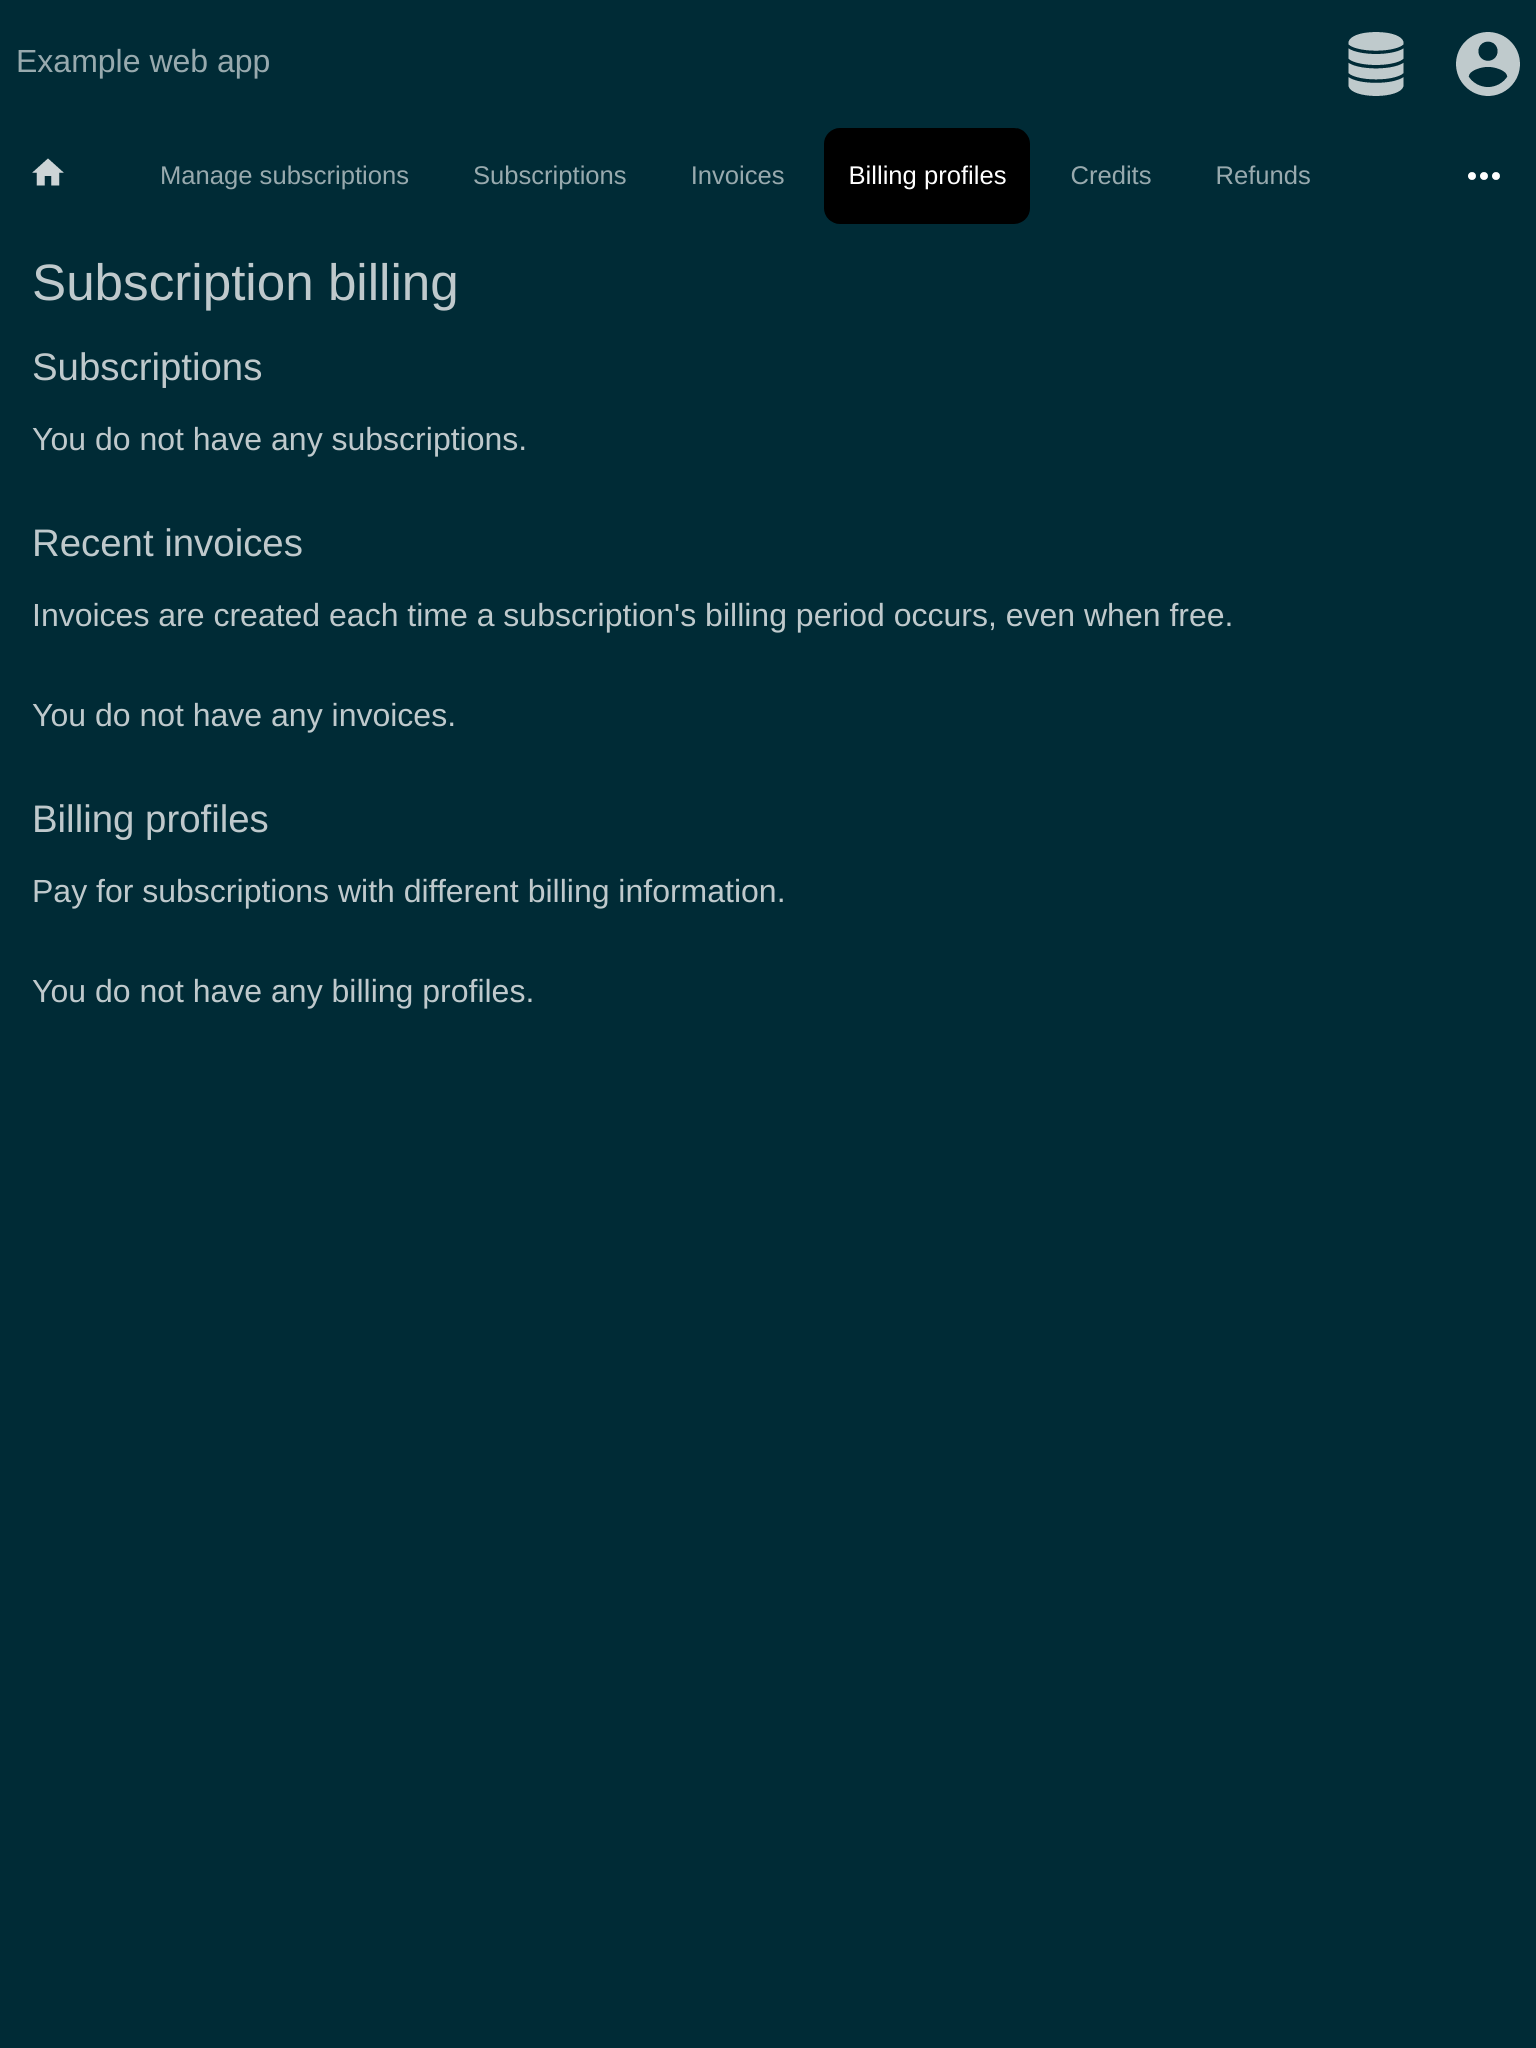 Example web app
Manage subscriptions Subscriptions Invoices Billing profiles Credits Refunds
Subscription billing
Subscriptions
You do not have any subscriptions.
Recent invoices
Invoices are created each time a subscription's billing period occurs, even when free.
You do not have any invoices.
Billing profiles
Pay for subscriptions with different billing information.
You do not have any billing profiles.